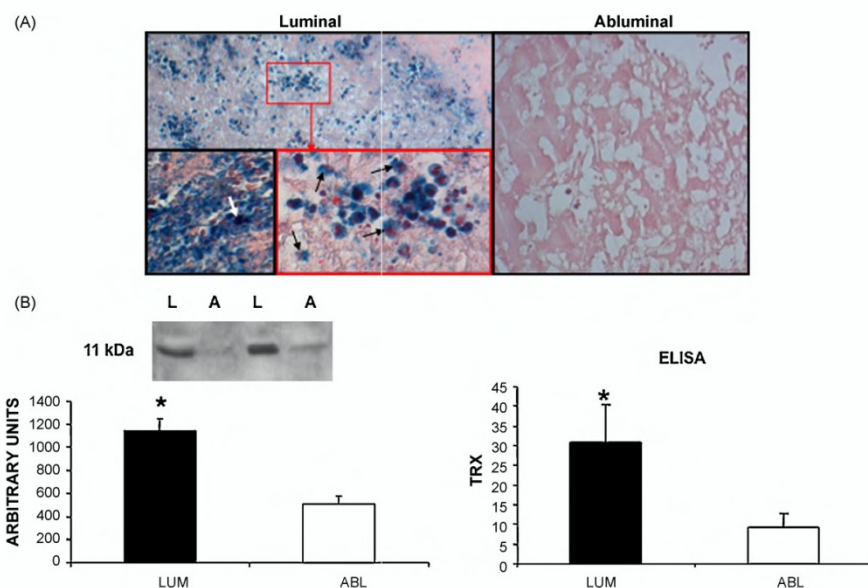 (A)
Luminal Abluminal
(B)
L A L A
11 kDa
ARBITRARY UNITS
1400
1200
1000
800
600
400
200
0
*
LUM ABL
ELISA
TRX
45
40
35
30
25
20
15
10
5
0
*
LUM ABL